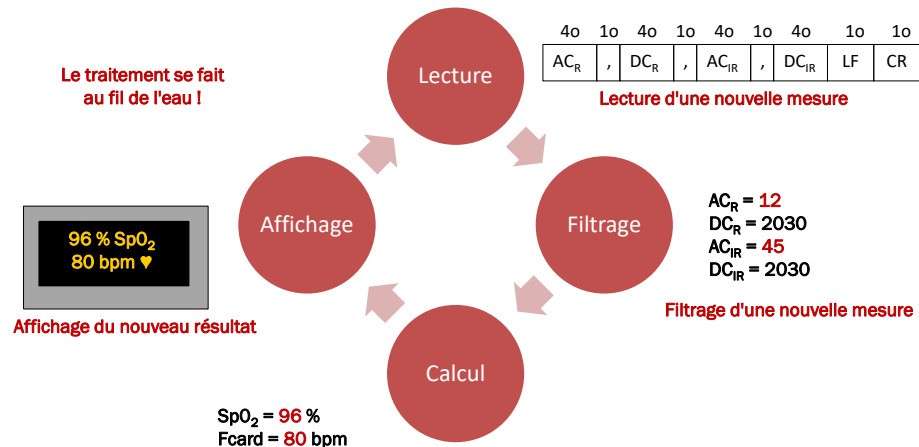 4o 1o 4o 1o 4o 1o 4o 1o 1o
AC_R , DC_R , AC_IR , DC_IR LF CR
Lecture d'une nouvelle mesure
Le traitement se fait
au fil de l'eau !
Lecture
Affichage
Filtrage
AC_R = 12
DC_R = 2030
AC_IR = 45
DC_IR = 2030
Filtrage d'une nouvelle mesure
96 % SpO₂
80 bpm ♥
Affichage du nouveau résultat
Calcul
SpO₂ = 96 %
Fcard = 80 bpm